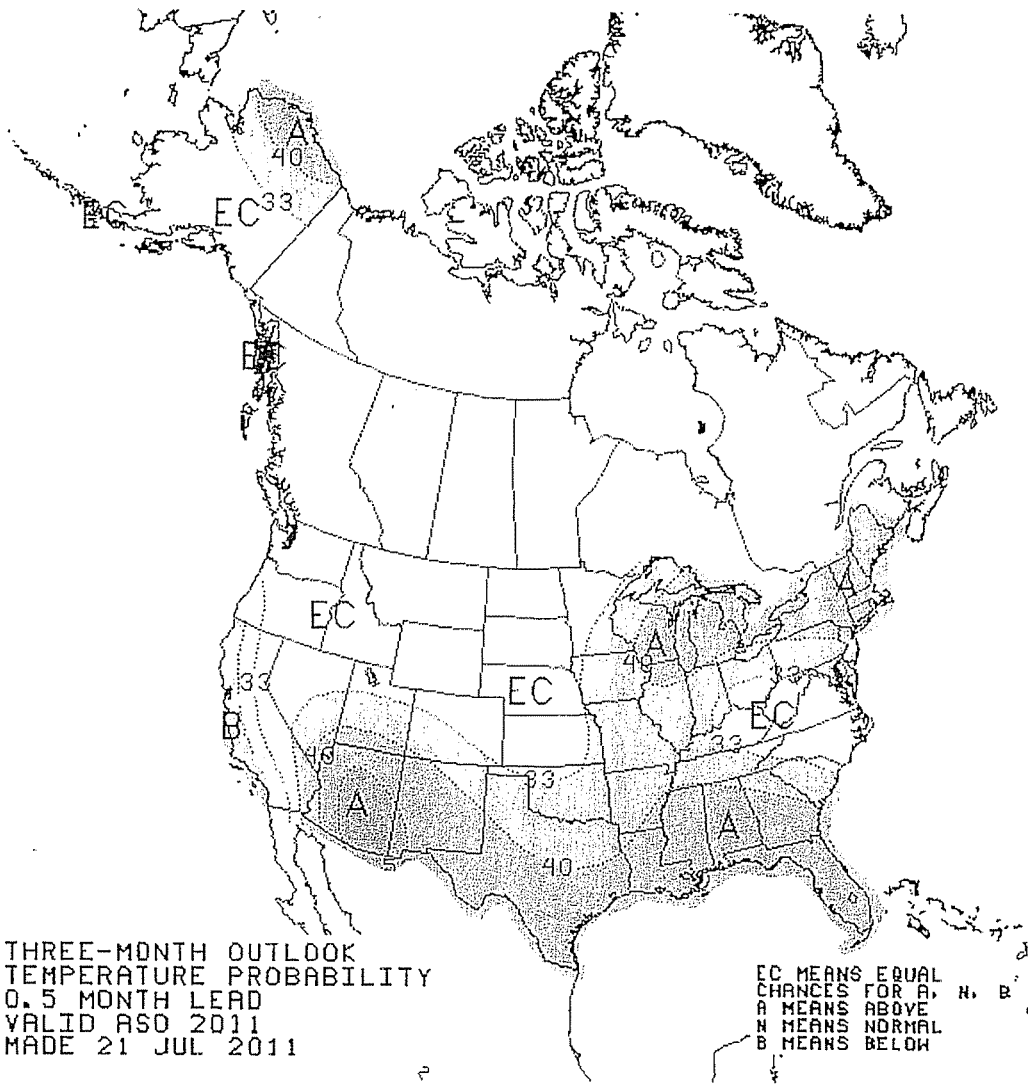 A
40
EC
EC
33
B
EC
A
A
40
33
EC
33
B
EC
33
40
33
A
A
40
THREE-MONTH OUTLOOK
TEMPERATURE PROBABILITY
0.5 MONTH LEAD
VALID ASO 2011
MADE 21 JUL 2011
EC MEANS EQUAL
CHANCES FOR A, N, B
A MEANS ABOVE
N MEANS NORMAL
B MEANS BELOW